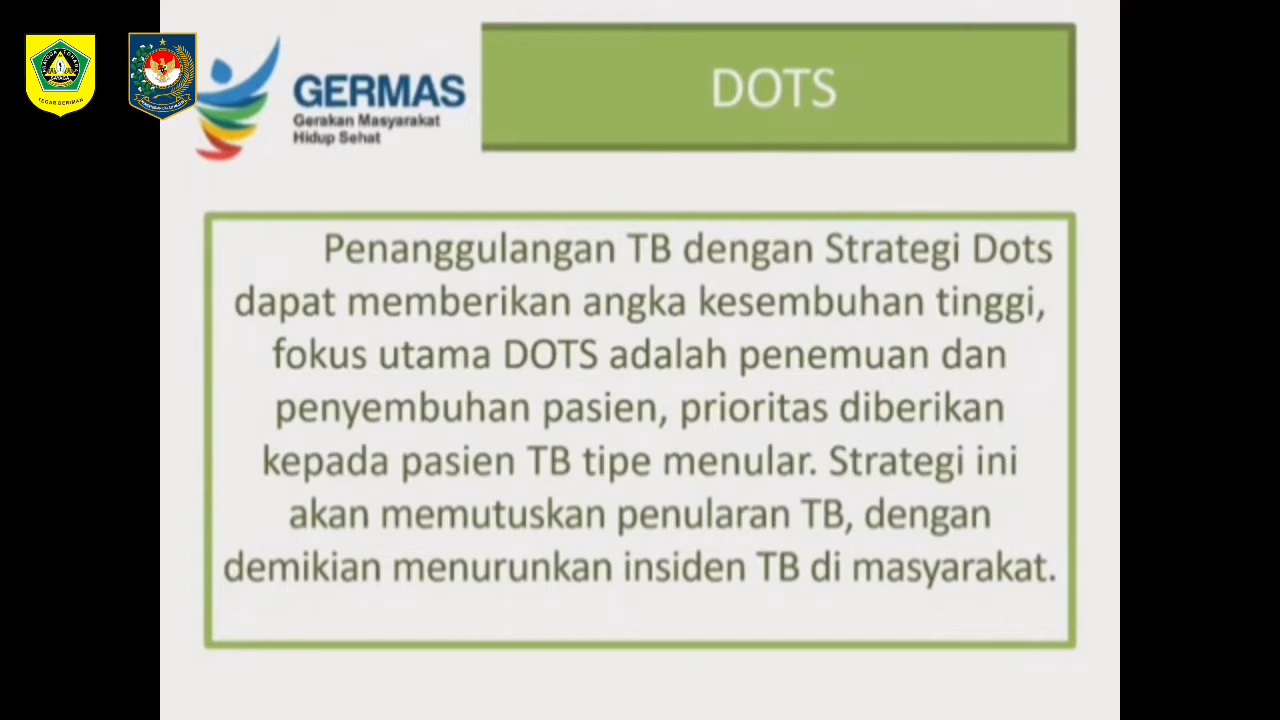 TEGAR BERIMAN
GERMAS
Gerakan Masyarakat
Hidup Sehat
DOTS
Penanggulangan TB dengan Strategi Dots
dapat memberikan angka kesembuhan tinggi,
fokus utama DOTS adalah penemuan dan
penyembuhan pasien, prioritas diberikan
kepada pasien TB tipe menular. Strategi ini
akan memutuskan penularan TB, dengan
demikian menurunkan insiden TB di masyarakat.